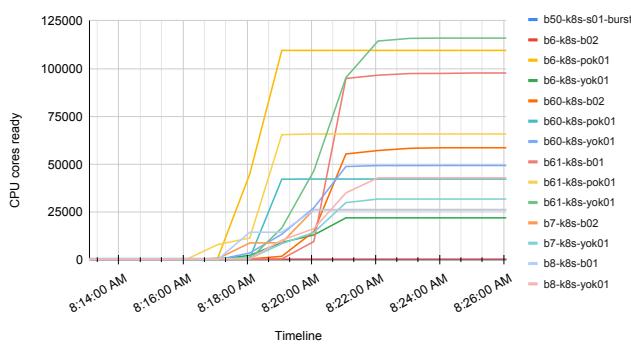 125000
100000
75000
50000
25000
0
CPU cores ready
8:14:00 AM
8:16:00 AM
8:18:00 AM
8:20:00 AM
8:22:00 AM
8:24:00 AM
8:26:00 AM
Timeline
b50-k8s-s01-burst
b6-k8s-b02
b6-k8s-pok01
b6-k8s-yok01
b60-k8s-b02
b60-k8s-pok01
b60-k8s-yok01
b61-k8s-b01
b61-k8s-pok01
b61-k8s-yok01
b7-k8s-b02
b7-k8s-yok01
b8-k8s-b01
b8-k8s-yok01